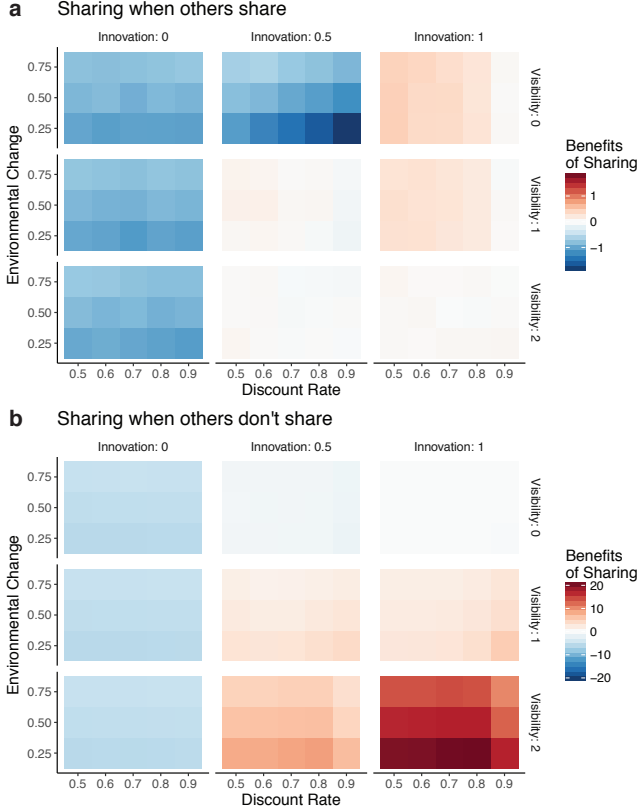 a Sharing when others share
Innovation: 0 Innovation: 0.5 Innovation: 1
0.75
0.50
0.25
Visibility: 0
0.75
0.50
0.25
Visibility: 1
0.75
0.50
0.25
Visibility: 2
Environmental Change
0.5 0.6 0.7 0.8 0.9 0.5 0.6 0.7 0.8 0.9 0.5 0.6 0.7 0.8 0.9
Discount Rate
Benefits
of Sharing
1
0
−1
b Sharing when others don't share
Innovation: 0 Innovation: 0.5 Innovation: 1
0.75
0.50
0.25
Visibility: 0
0.75
0.50
0.25
Visibility: 1
0.75
0.50
0.25
Visibility: 2
Environmental Change
0.5 0.6 0.7 0.8 0.9 0.5 0.6 0.7 0.8 0.9 0.5 0.6 0.7 0.8 0.9
Discount Rate
Benefits
of Sharing
20
10
0
−10
−20